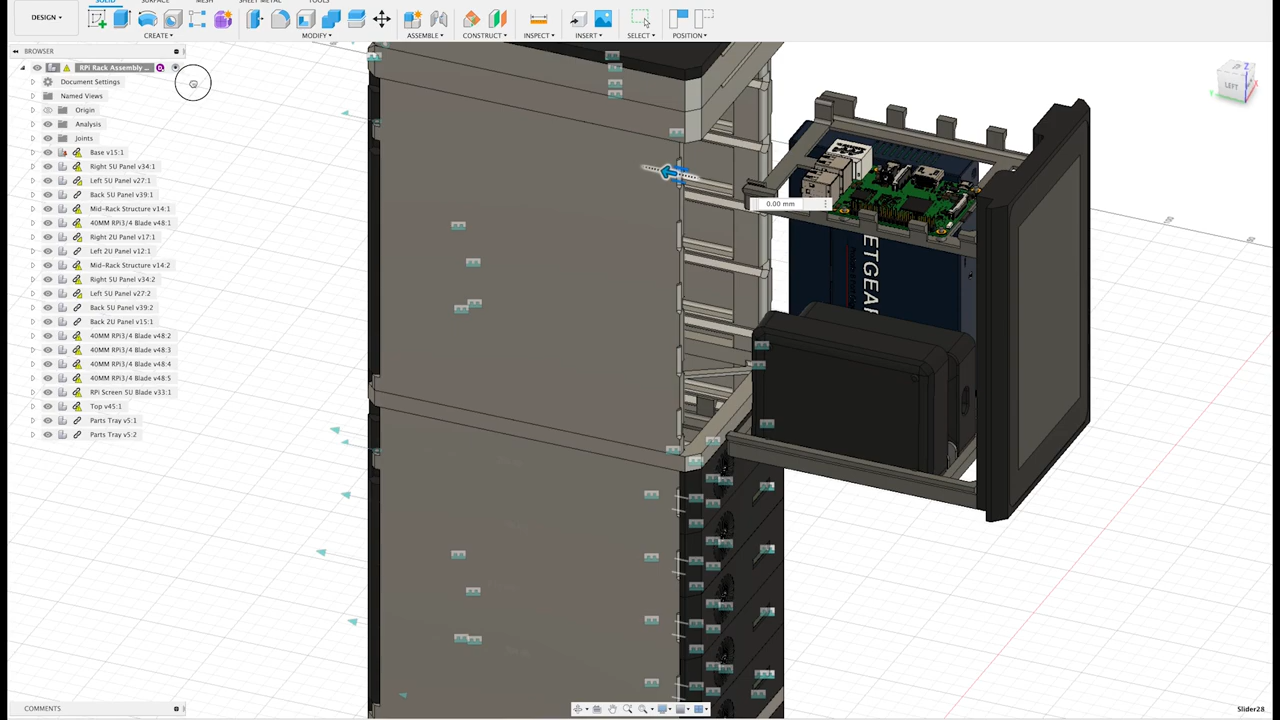 SOLID SURFACE MESH SHEET METAL TOOLS
DESIGN
CREATE MODIFY ASSEMBLE CONSTRUCT INSPECT INSERT SELECT POSITION
BROWSER
RPi Rack Assembly ...
Document Settings
Named Views
Origin
Analysis
Joints
Base v15:1
Right 5U Panel v34:1
Left 5U Panel v27:1
Back 5U Panel v39:1
Mid-Rack Structure v14:1
40MM RPi3/4 Blade v48:1
Right 2U Panel v17:1
Left 2U Panel v12:1
Mid-Rack Structure v14:2
Right 5U Panel v34:2
Left 5U Panel v27:2
Back 5U Panel v39:2
Back 2U Panel v15:1
40MM RPi3/4 Blade v48:2
40MM RPi3/4 Blade v48:3
40MM RPi3/4 Blade v48:4
40MM RPi3/4 Blade v48:5
RPi Screen 5U Blade v33:1
Top v45:1
Parts Tray v5:1
Parts Tray v5:2
0.00 mm
ETGEAR
LEFT
Z
COMMENTS
Slider28